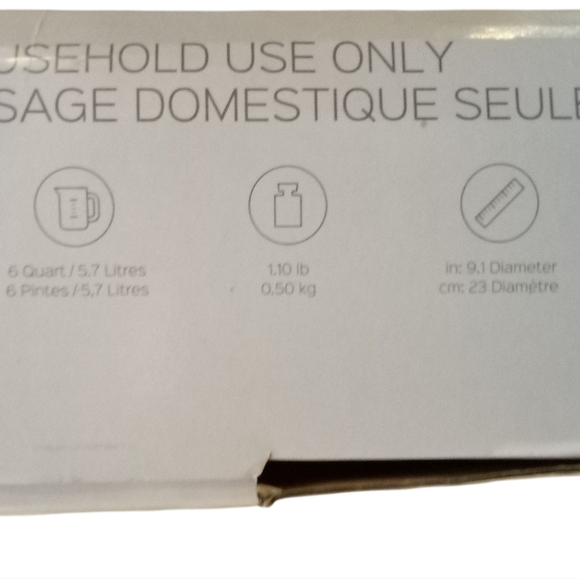 USEHOLD USE ONLY
SAGE DOMESTIQUE SEULE
6 Quart / 5.7 Litres
6 Pintes / 5,7 Litres
1.10 lb
0.50 kg
in: 9.1 Diameter
cm: 23 Diamètre